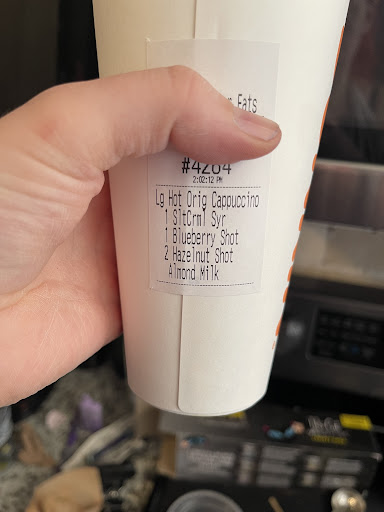 Eats
#4264
2:02:12 PM
Lg Hot Orig Cappuccino
1 SltCrml Syr
1 Blueberry Shot
2 Hazelnut Shot
Almond Milk